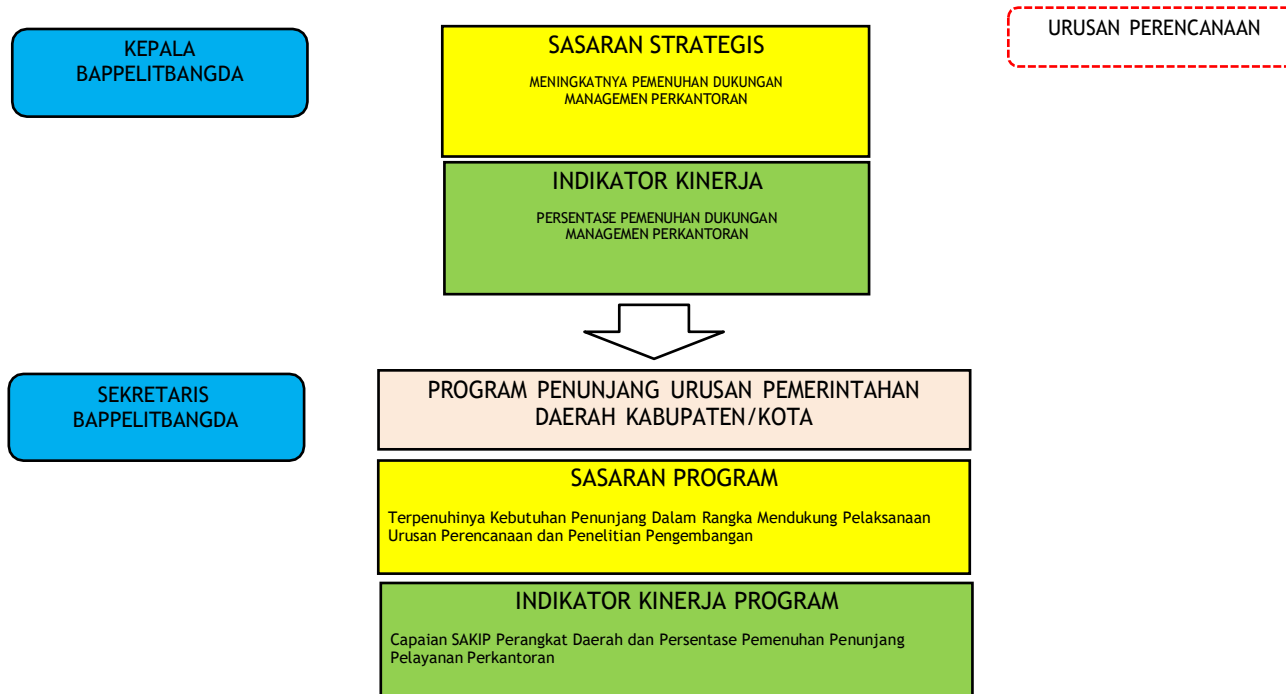 KEPALA
BAPPELITBANGDA
SASARAN STRATEGIS
MENINGKATNYA PEMENUHAN DUKUNGAN
MANAGEMEN PERKANTORAN
URUSAN PERENCANAAN
INDIKATOR KINERJA
PERSENTASE PEMENUHAN DUKUNGAN
MANAGEMEN PERKANTORAN
SEKRETARIS
BAPPELITBANGDA
PROGRAM PENUNJANG URUSAN PEMERINTAHAN
DAERAH KABUPATEN/KOTA
SASARAN PROGRAM
Terpenuhinya Kebutuhan Penunjang Dalam Rangka Mendukung Pelaksanaan
Urusan Perencanaan dan Penelitian Pengembangan
INDIKATOR KINERJA PROGRAM
Capaian SAKIP Perangkat Daerah dan Persentase Pemenuhan Penunjang
Pelayanan Perkantoran